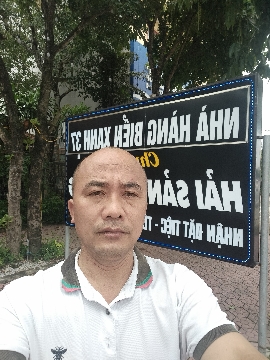 NHÀ HÀNG BIỂN XANH 37
HẢI SẢN
NHẬN ĐẶT TIỆC - T